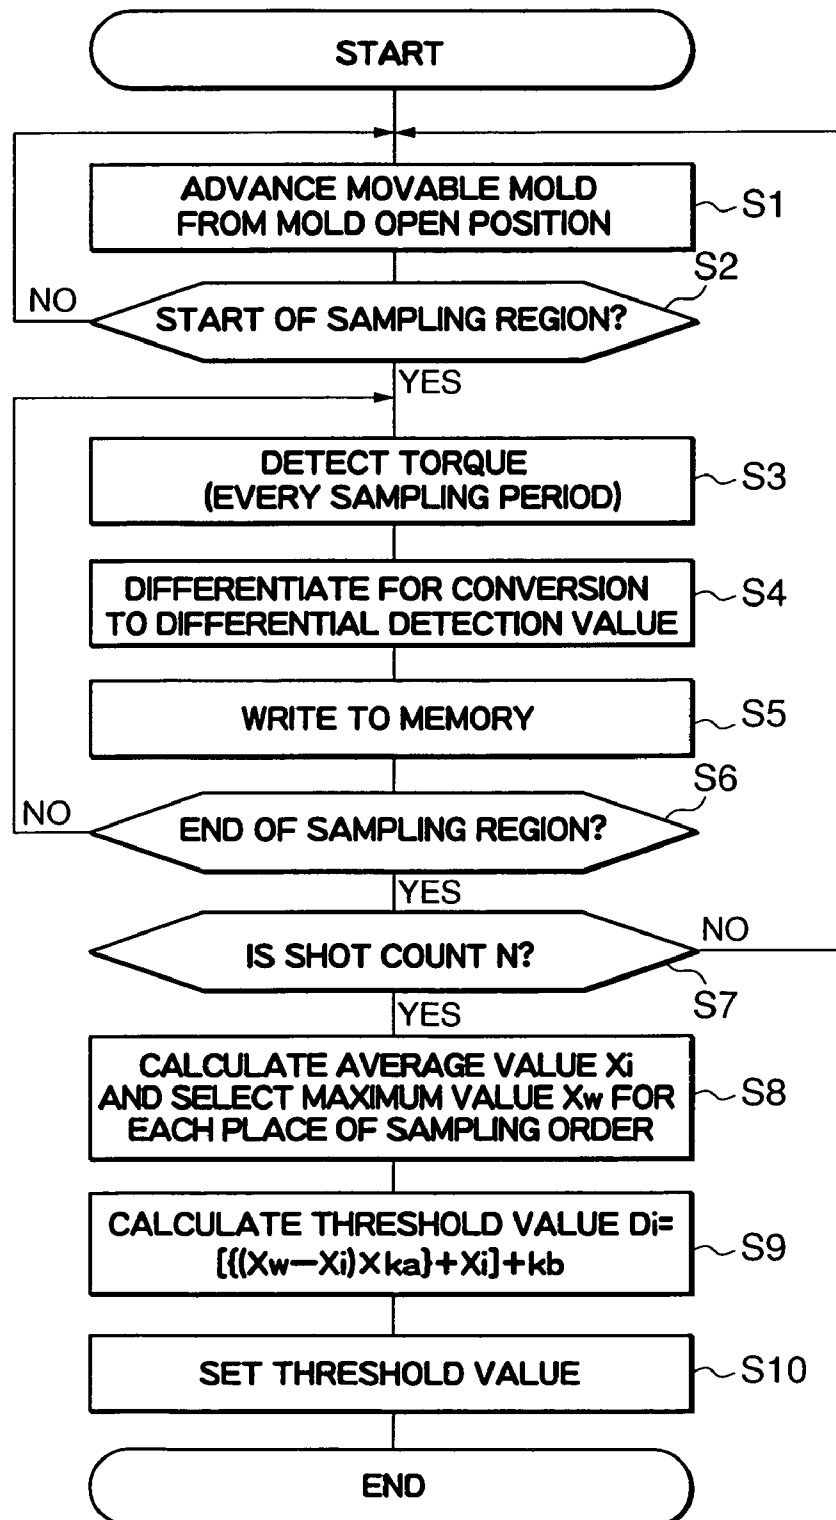 START
ADVANCE MOVABLE MOLD
FROM MOLD OPEN POSITION
S1
S2
NO
START OF SAMPLING REGION?
YES
DETECT TORQUE
(EVERY SAMPLING PERIOD)
S3
DIFFERENTIATE FOR CONVERSION
TO DIFFERENTIAL DETECTION VALUE
S4
WRITE TO MEMORY
S5
S6
NO
END OF SAMPLING REGION?
YES
IS SHOT COUNT N?
NO
S7
YES
CALCULATE AVERAGE VALUE Xi
AND SELECT MAXIMUM VALUE Xw FOR
EACH PLACE OF SAMPLING ORDER
S8
CALCULATE THRESHOLD VALUE Di=
[{((Xw−Xi)×ka}+Xi]+kb
S9
SET THRESHOLD VALUE
S10
END